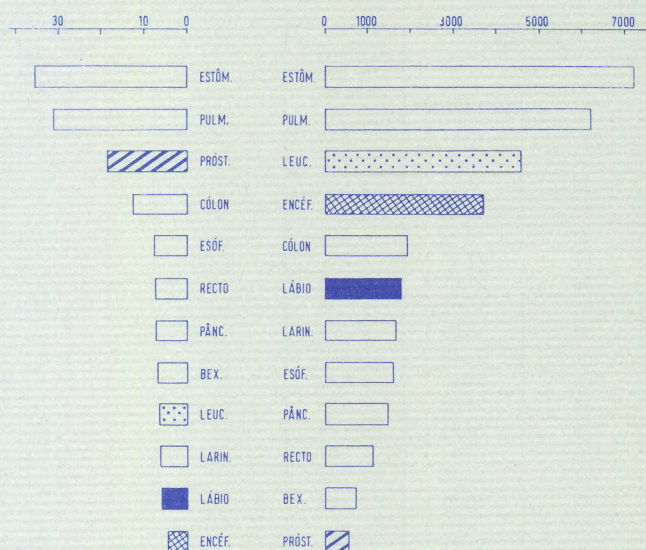 30 10 0 0 1000 3000 5000 7000
ESTÔM. ESTÔM.
PULM. PULM.
PRÓST. LEUC.
CÓLON ENCÉF.
ESÓF. CÓLON
RECTO LÁBIO
PÂNC. LARIN.
BEX. ESÓF.
LEUC. PÂNC.
LARIN. RECTO
LÁBIO BEX.
ENCÉF. PRÓST.